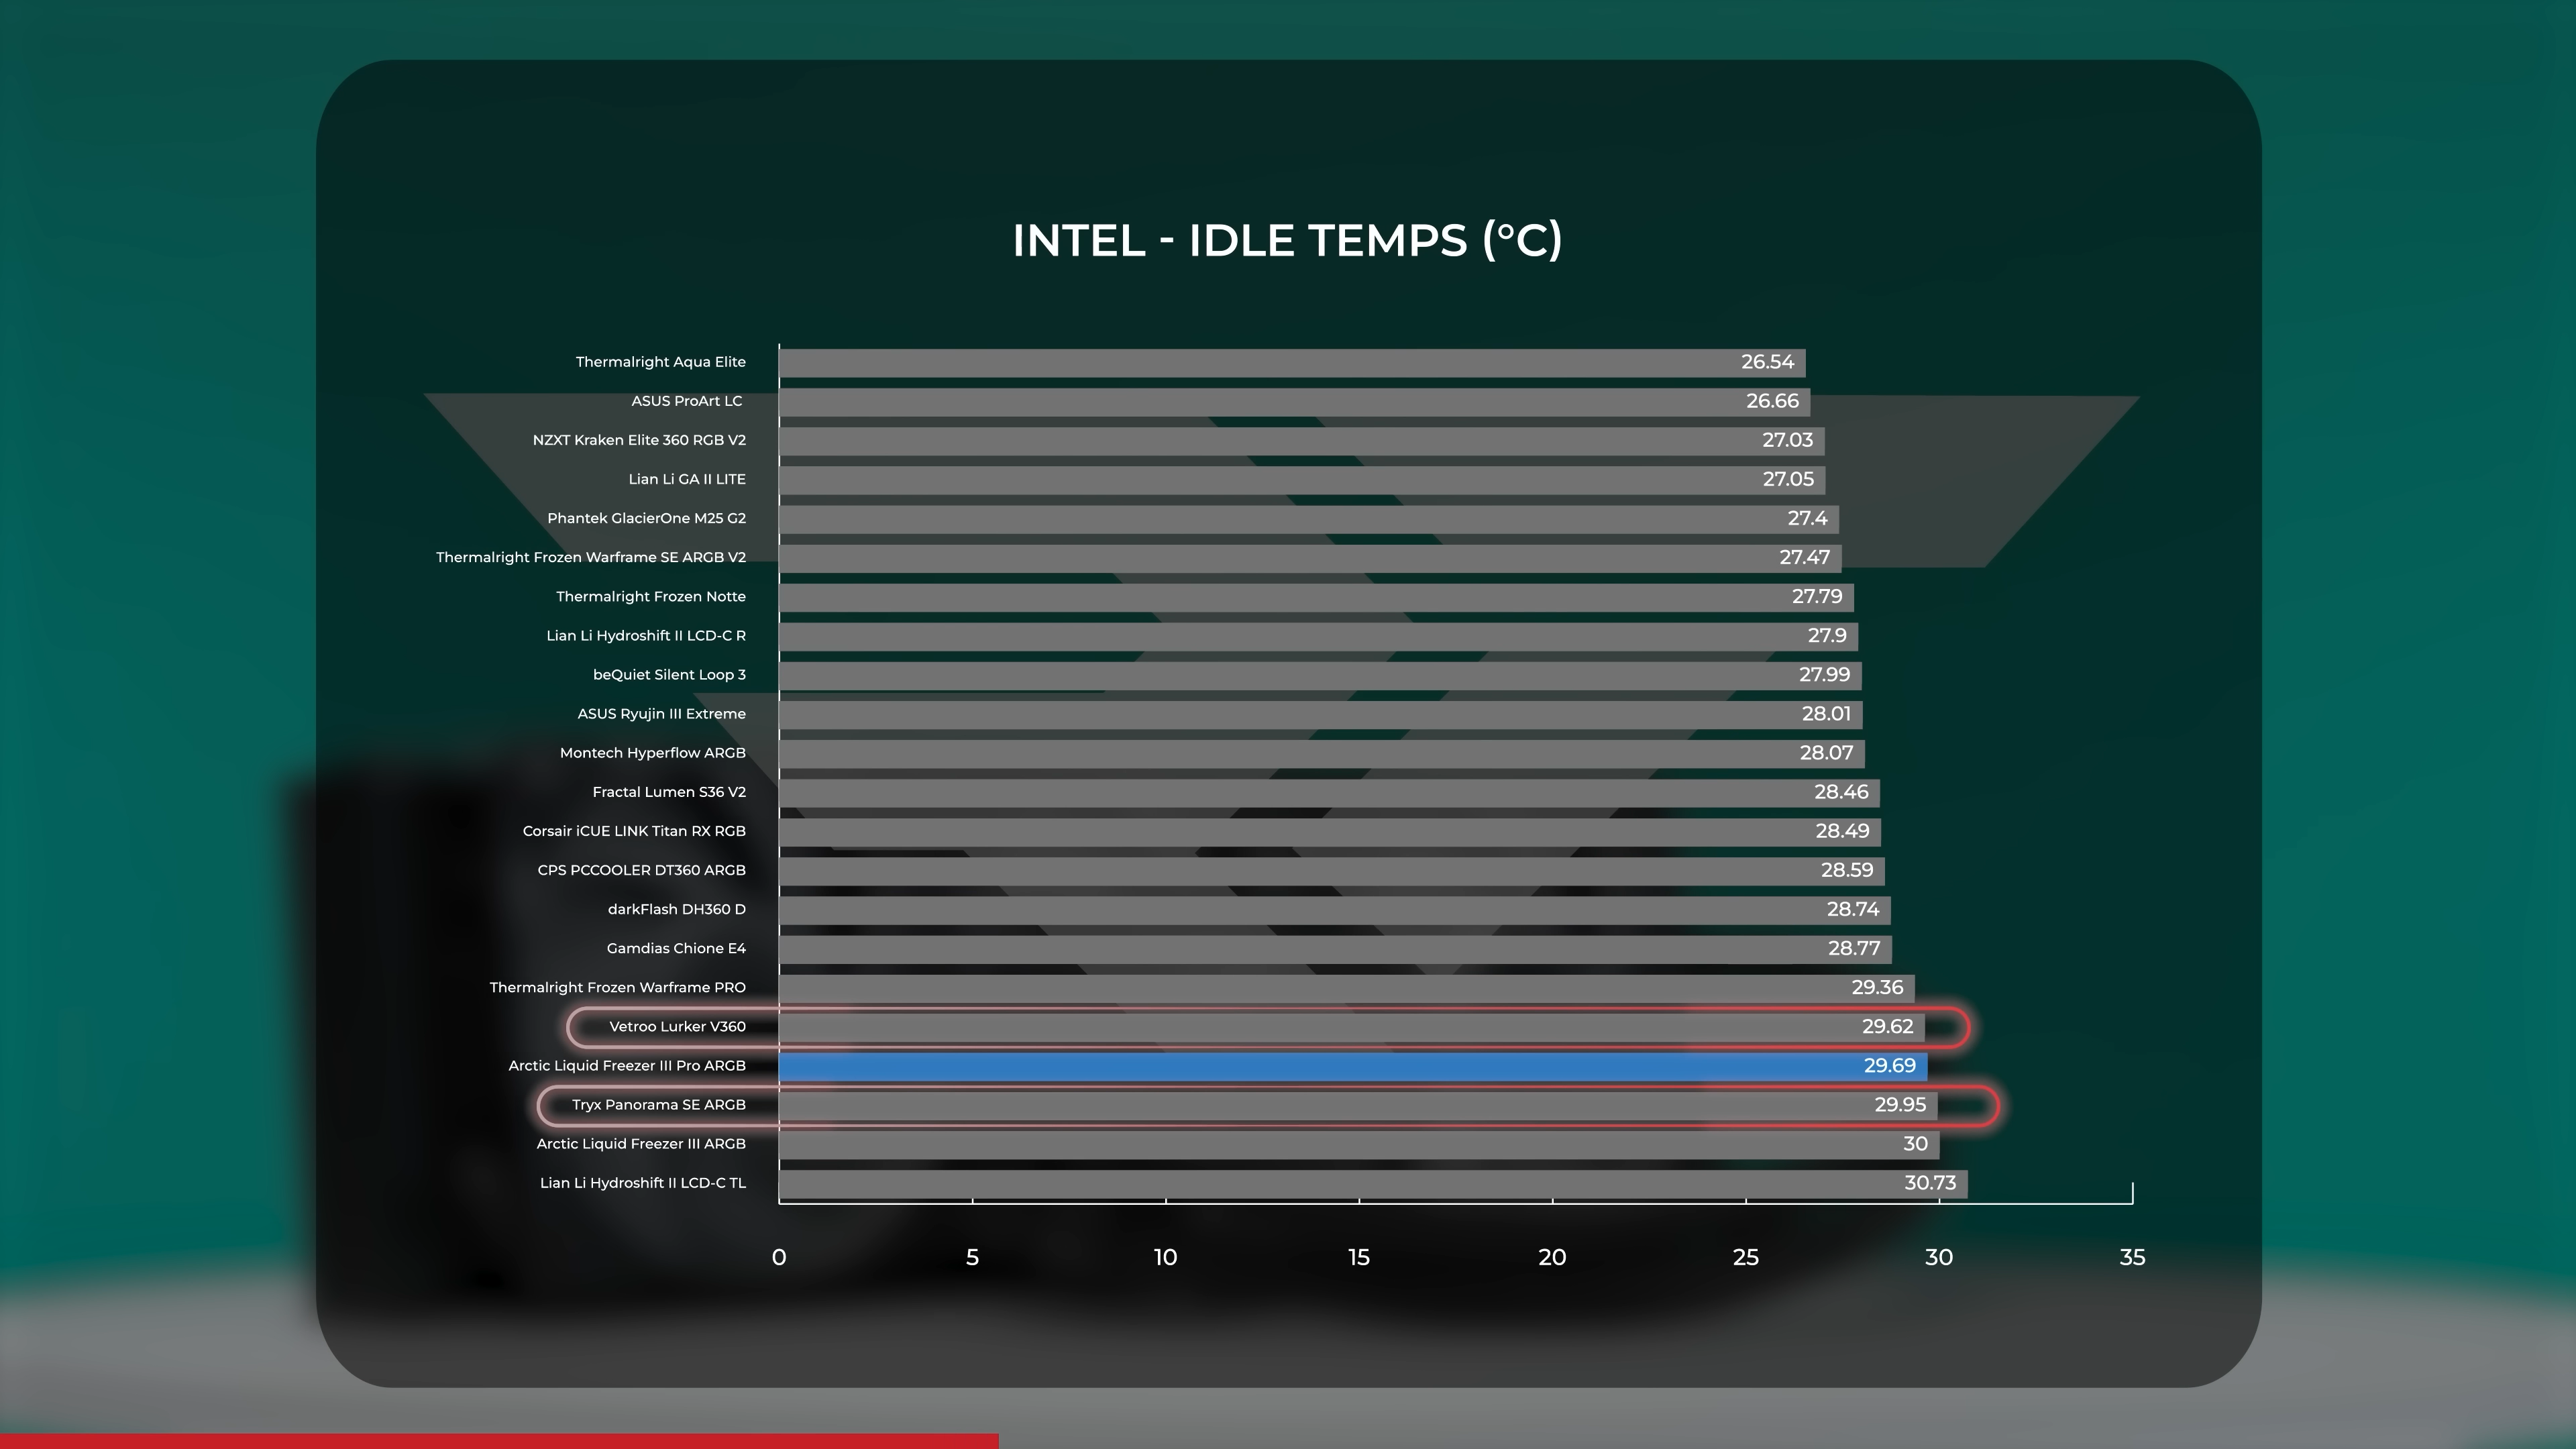 INTEL - IDLE TEMPS (°C)
Thermalright Aqua Elite 26.54
ASUS ProArt LC 26.66
NZXT Kraken Elite 360 RGB V2 27.03
Lian Li GA II LITE 27.05
Phantek GlacierOne M25 G2 27.4
Thermalright Frozen Warframe SE ARGB V2 27.47
Thermalright Frozen Notte 27.79
Lian Li Hydroshift II LCD-C R 27.9
beQuiet Silent Loop 3 27.99
ASUS Ryujin III Extreme 28.01
Montech Hyperflow ARGB 28.07
Fractal Lumen S36 V2 28.46
Corsair iCUE LINK Titan RX RGB 28.49
CPS PCCOOLER DT360 ARGB 28.59
darkFlash DH360 D 28.74
Gamdias Chione E4 28.77
Thermalright Frozen Warframe PRO 29.36
Vetroo Lurker V360 29.62
Arctic Liquid Freezer III Pro ARGB 29.69
Tryx Panorama SE ARGB 29.95
Arctic Liquid Freezer III ARGB 30
Lian Li Hydroshift II LCD-C TL 30.73
0 5 10 15 20 25 30 35